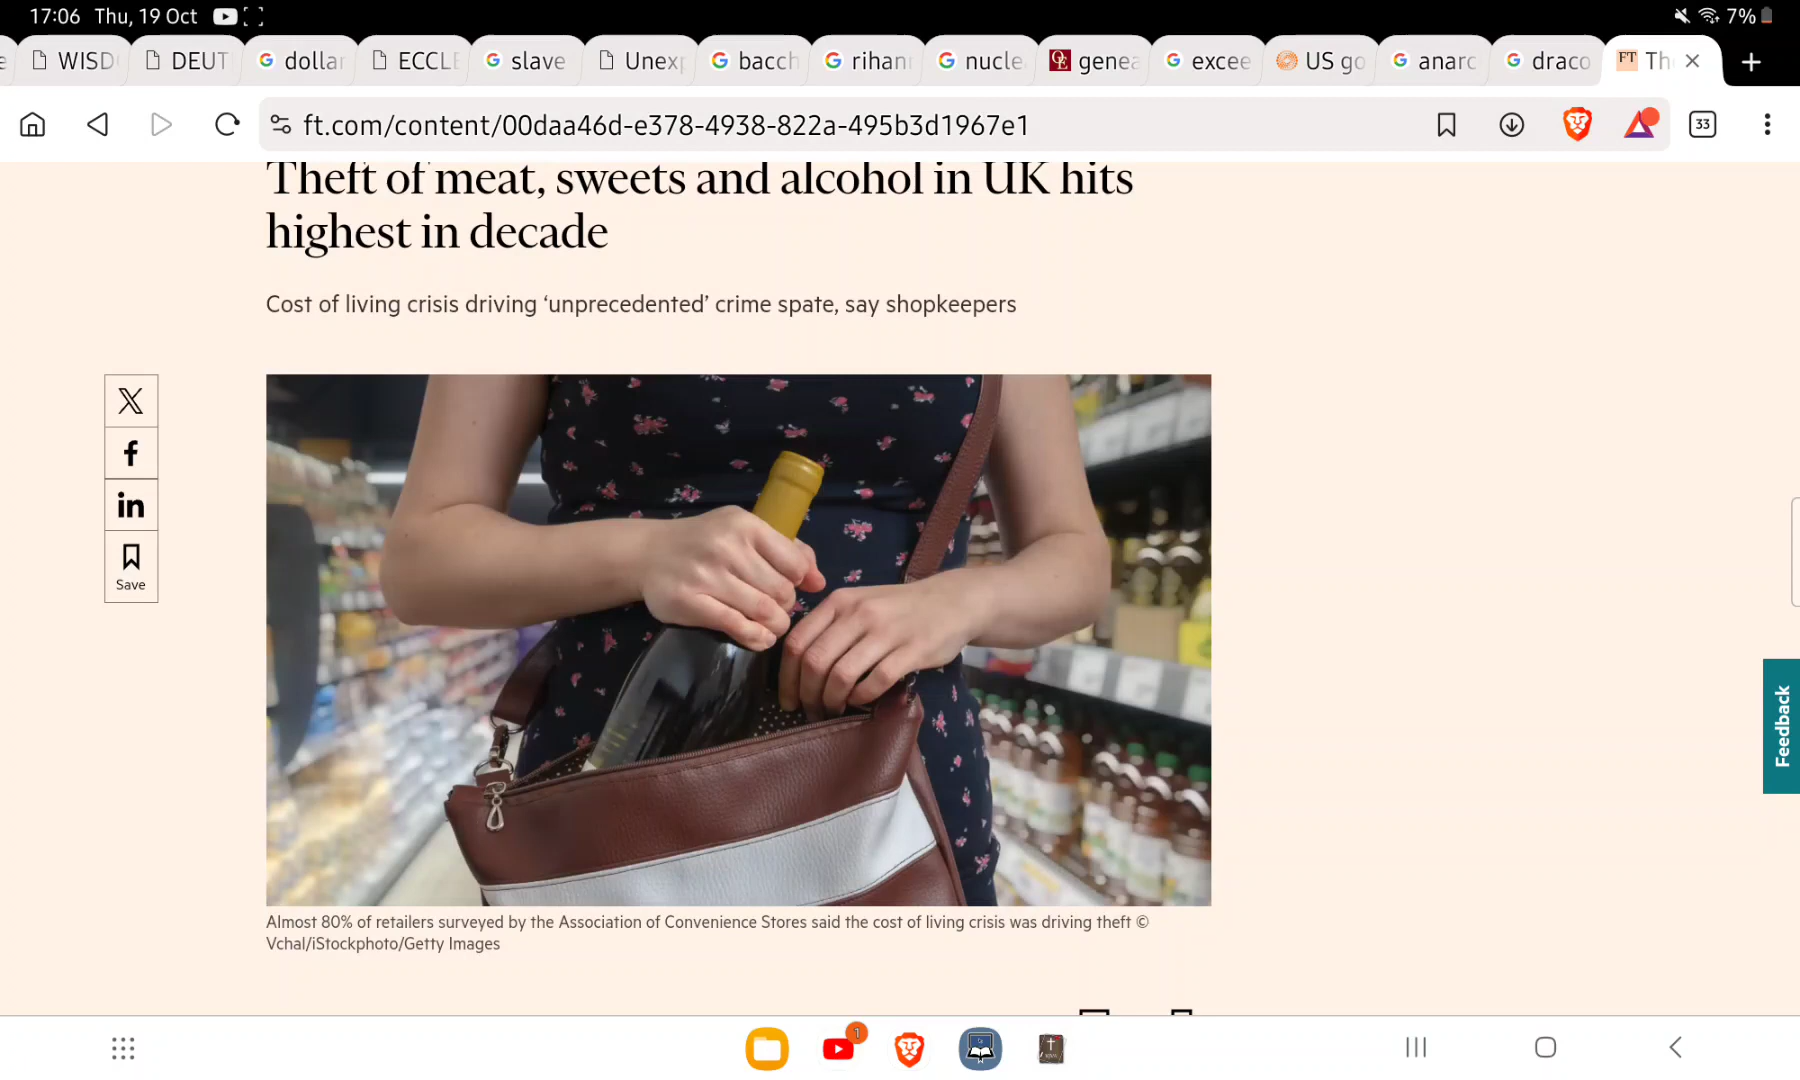 17:06 Thu, 19 Oct
7%
WISD
DEUT
dollar
ECCLE
slave
Unexp
bacch
rihan
nucle
genea
excee
US go
anarc
draco
FT Th
ft.com/content/00daa46d-e378-4938-822a-495b3d1967e1
33
Theft of meat, sweets and alcohol in UK hits
highest in decade
Cost of living crisis driving ‘unprecedented’ crime spate, say shopkeepers
Save
Feedback
Almost 80% of retailers surveyed by the Association of Convenience Stores said the cost of living crisis was driving theft ©
Vchal/iStockphoto/Getty Images
1